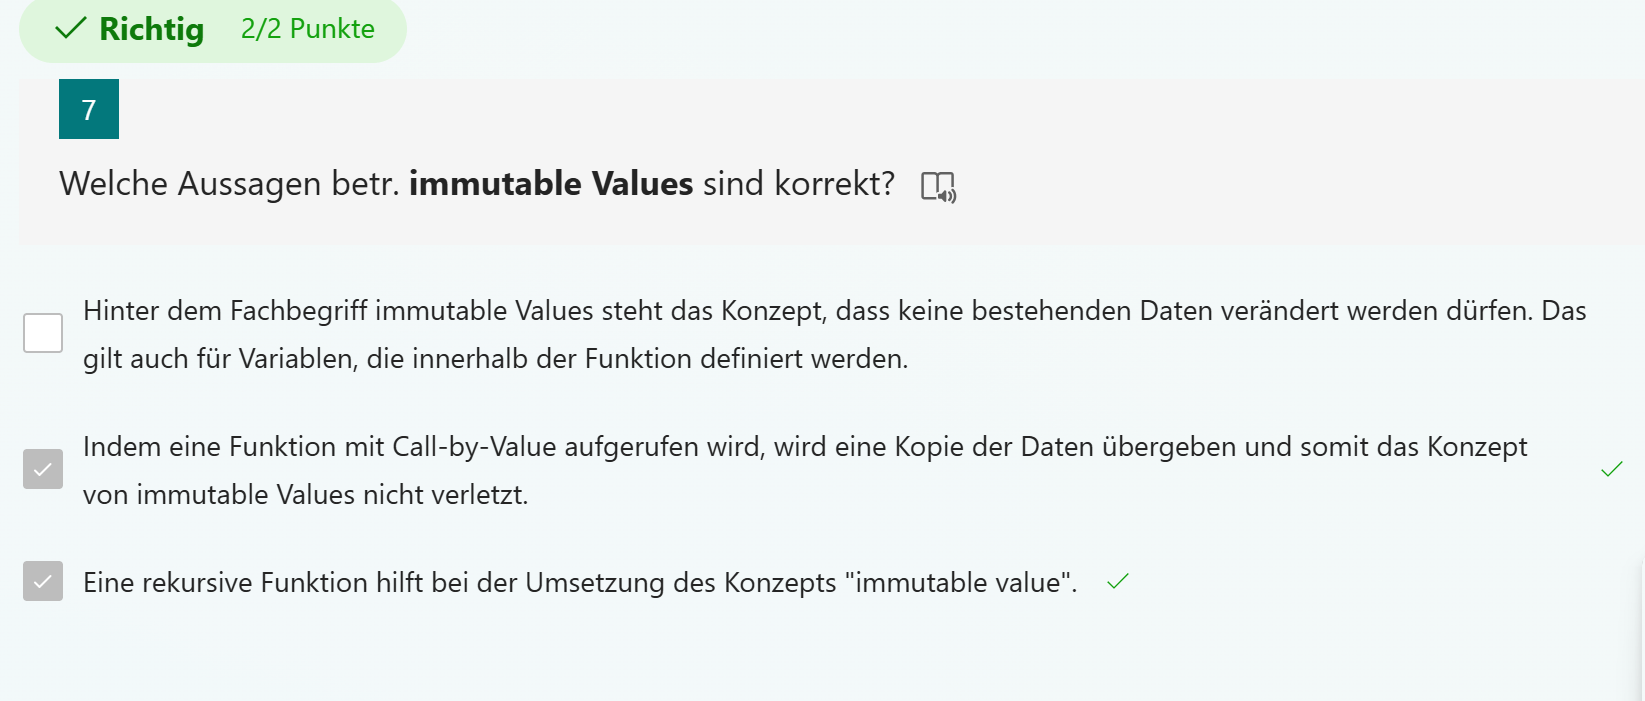 Richtig 2/2 Punkte
7
Welche Aussagen betr. immutable Values sind korrekt?
Hinter dem Fachbegriff immutable Values steht das Konzept, dass keine bestehenden Daten verändert werden dürfen. Das
gilt auch für Variablen, die innerhalb der Funktion definiert werden.
Indem eine Funktion mit Call-by-Value aufgerufen wird, wird eine Kopie der Daten übergeben und somit das Konzept
von immutable Values nicht verletzt.
Eine rekursive Funktion hilft bei der Umsetzung des Konzepts "immutable value".